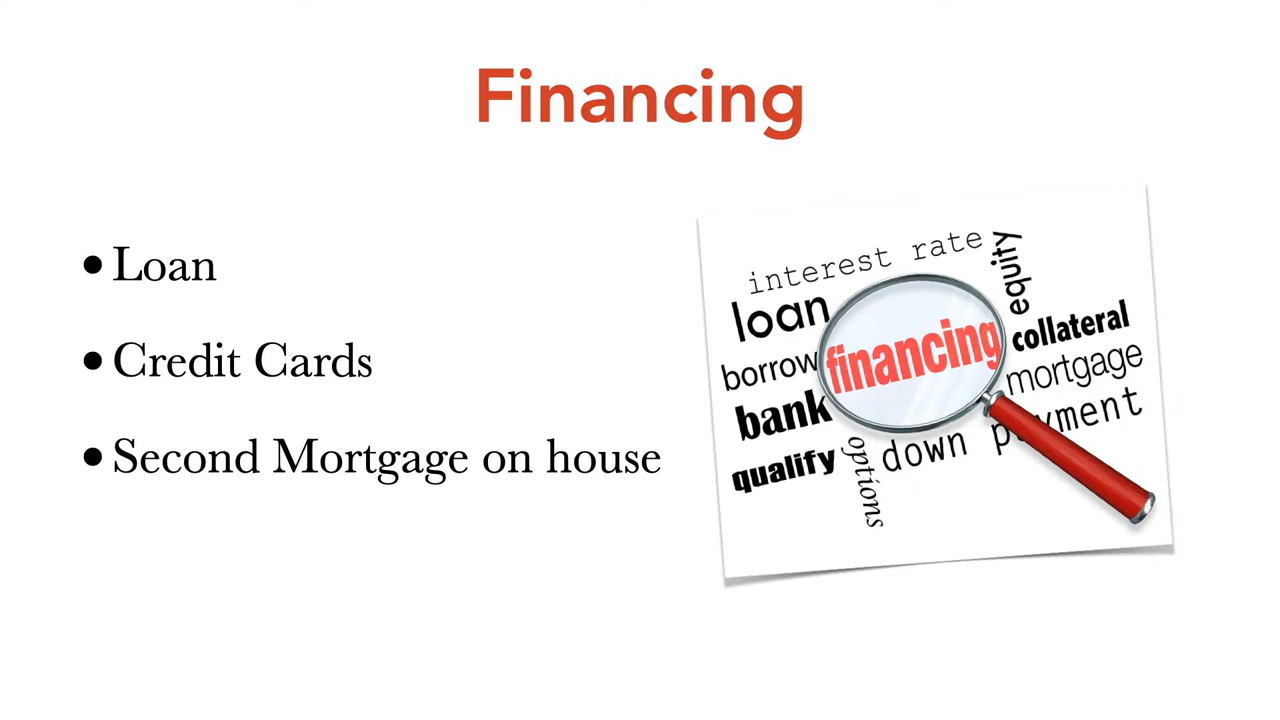 Financing
• Loan
• Credit Cards
• Second Mortgage on house
interest rate
equity
loan
financing
collateral
borrow
mortgage
bank
down payment
qualify
options